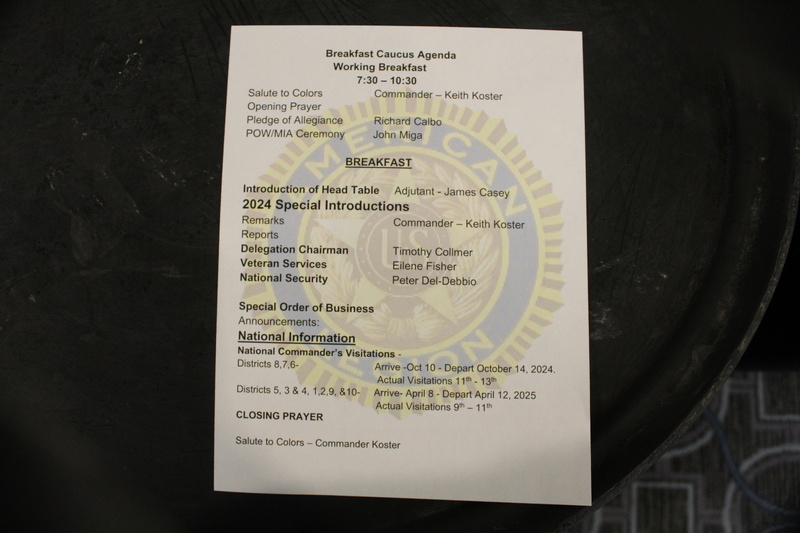 Breakfast Caucus Agenda
Working Breakfast
7:30 – 10:30
Salute to Colors Commander – Keith Koster
Opening Prayer
Pledge of Allegiance Richard Calbo
POW/MIA Ceremony John Miga
BREAKFAST
Introduction of Head Table Adjutant - James Casey
2024 Special Introductions
Remarks Commander – Keith Koster
Reports
Delegation Chairman Timothy Collmer
Veteran Services Eilene Fisher
National Security Peter Del-Debbio
Special Order of Business
Announcements:
National Information
National Commander's Visitations -
Districts 8,7,6- Arrive -Oct 10 - Depart October 14, 2024.
Actual Visitations 11th - 13th
Districts 5, 3 & 4, 1,2,9, &10- Arrive- April 8 - Depart April 12, 2025
Actual Visitations 9th – 11th
CLOSING PRAYER
Salute to Colors – Commander Koster
AMERICAN
US
LEGION